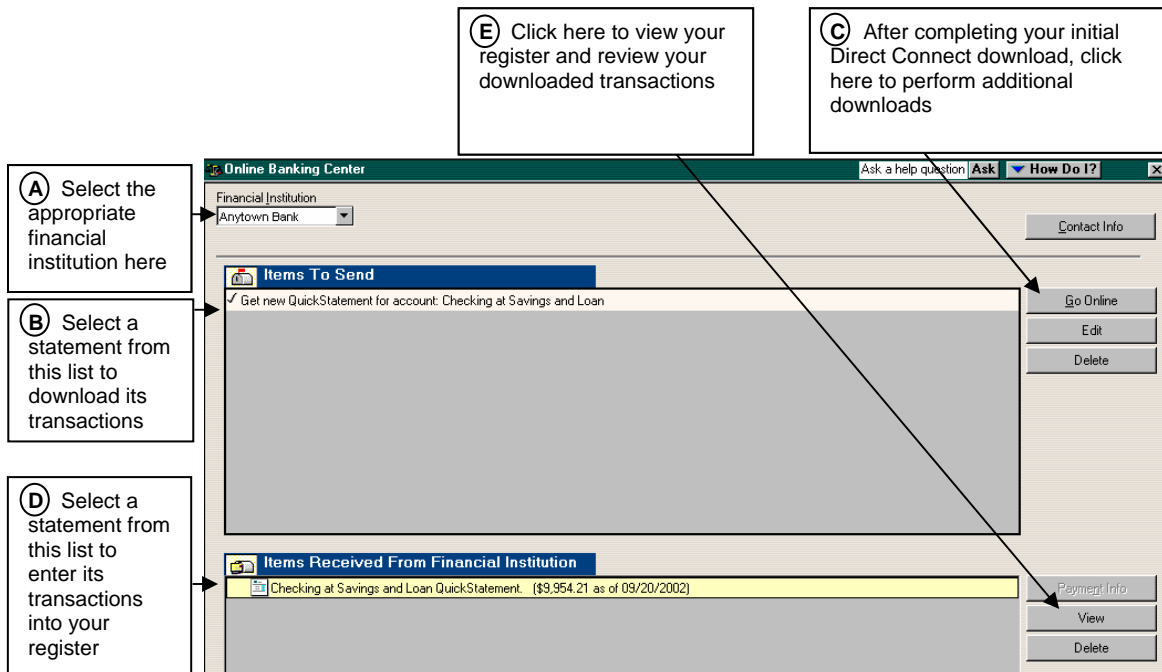 E Click here to view your
register and review your
downloaded transactions
C After completing your initial
Direct Connect download, click
here to perform additional
downloads
A Select the
appropriate
financial
institution here
Online Banking Center
Ask a help question Ask How Do I?
Financial Institution
Anytown Bank
Contact Info
B Select a
statement from
this list to
download its
transactions
Items To Send
Get new QuickStatement for account: Checking at Savings and Loan
Go Online
Edit
Delete
D Select a
statement from
this list to
enter its
transactions
into your
register
Items Received From Financial Institution
Checking at Savings and Loan QuickStatement. ($9,954.21 as of 09/20/2002)
Payment Info
View
Delete